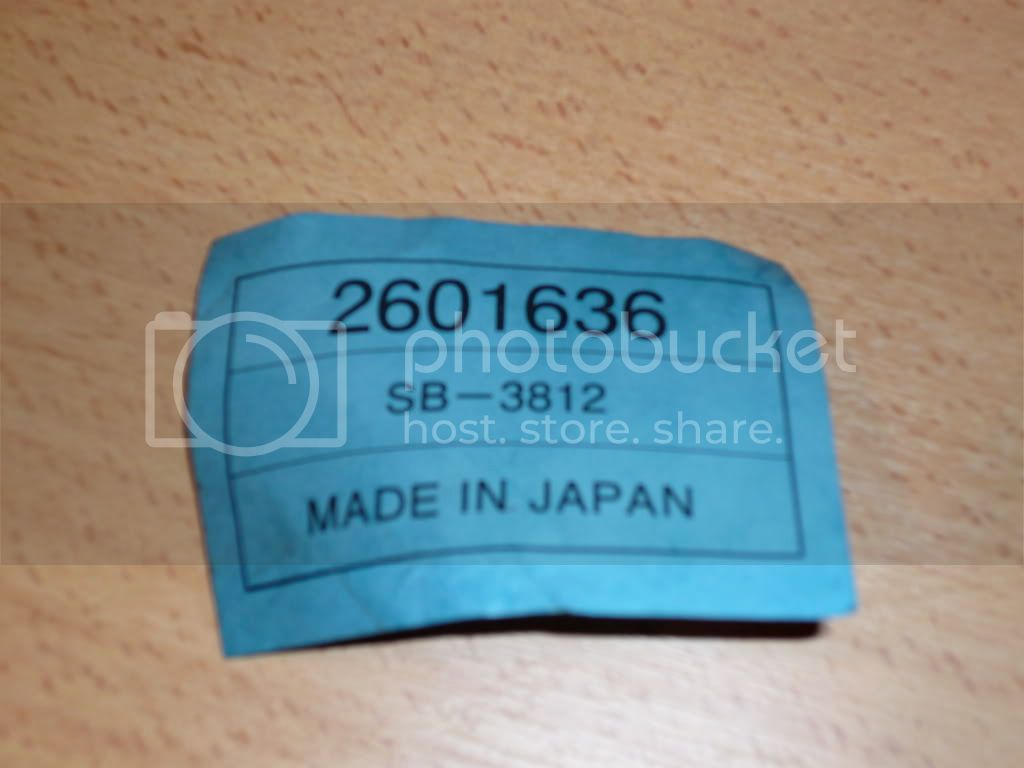 2601636
photobucket
SB-3812
host. store. share.
MADE IN JAPAN